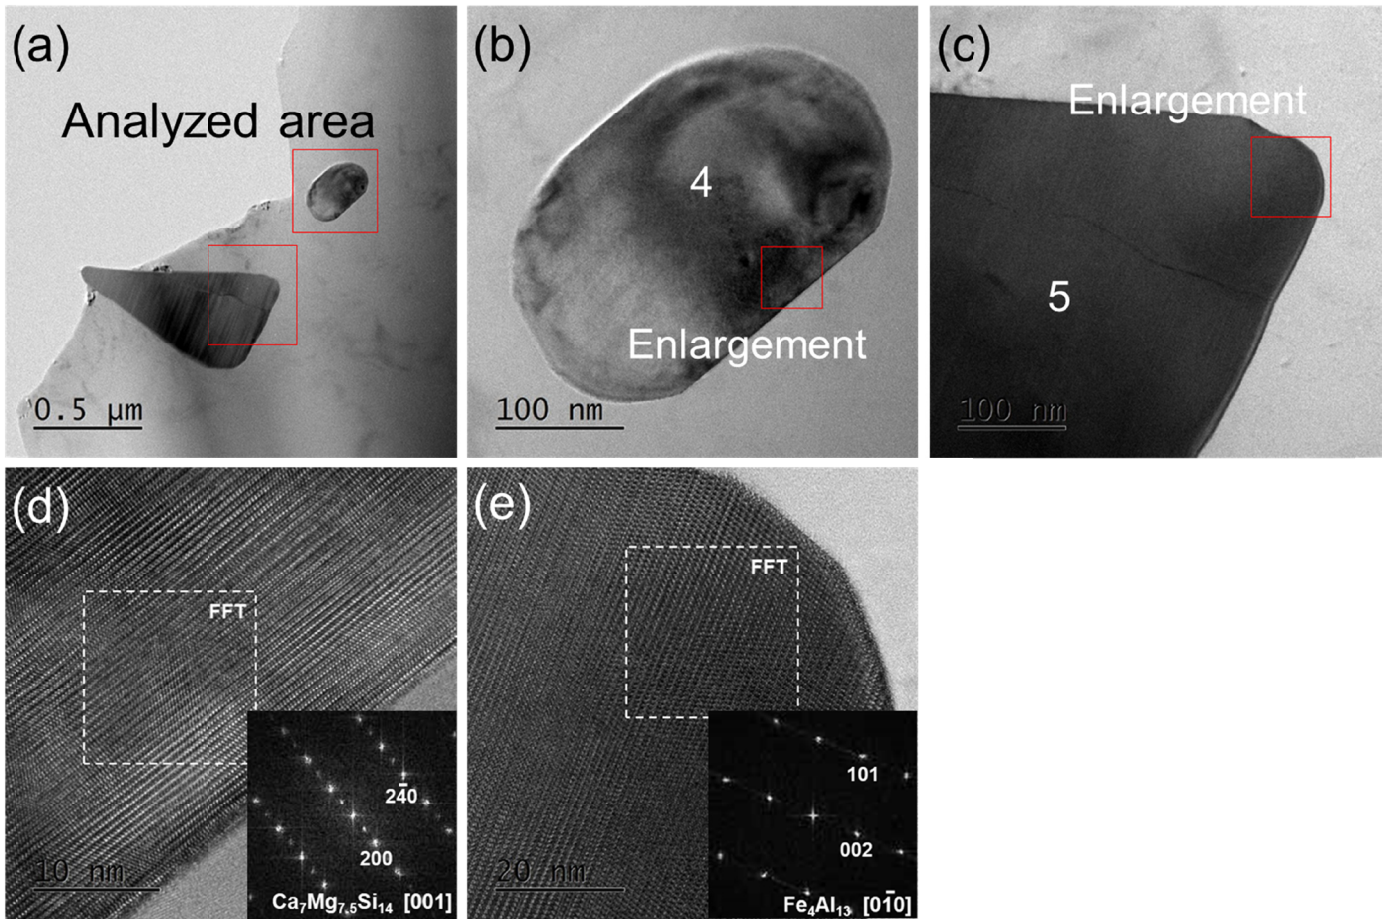 (a)
Analyzed area
0.5 μm
(b)
4
Enlargement
100 nm
(c)
Enlargement
5
100 nm
(d)
FFT
10 nm
24̄0
200
Ca₇Mg₇.₅Si₁₄ [001]
(e)
FFT
20 nm
101
002
Fe₄Al₁₃ [01̄0]